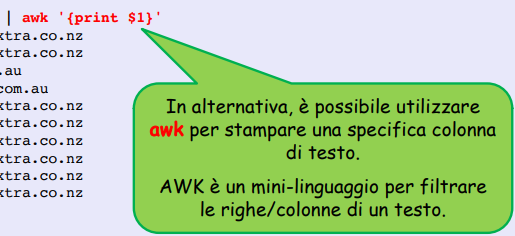 | awk '{print $1}'
xtra.co.nz
xtra.co.nz
.au
com.au
xtra.co.nz
xtra.co.nz
xtra.co.nz
xtra.co.nz
xtra.co.nz
xtra.co.nz
In alternativa, è possibile utilizzare
awk per stampare una specifica colonna
di testo.
AWK è un mini-linguaggio per filtrare
le righe/colonne di un testo.